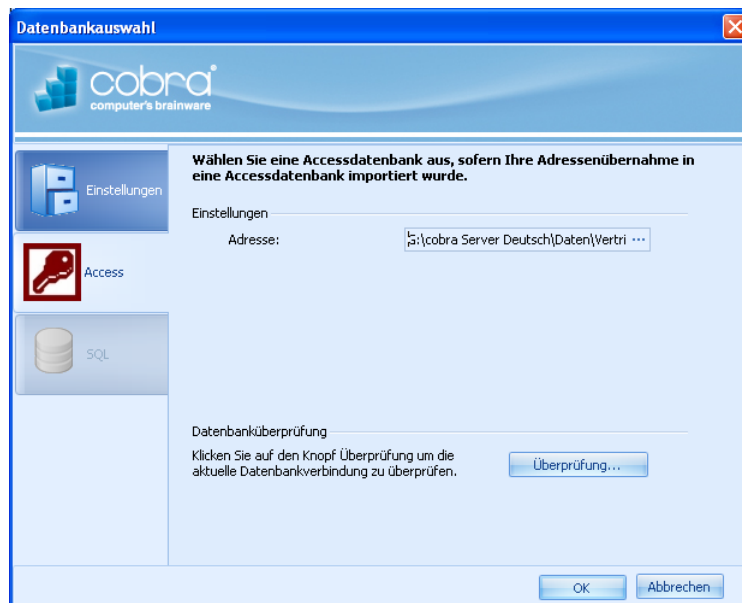 Datenbankauswahl
cobra
computer's brainware
Wählen Sie eine Accessdatenbank aus, sofern Ihre Adressenübernahme in
eine Accessdatenbank importiert wurde.
Einstellungen
Einstellungen
Adresse:
:\cobra Server Deutsch\Daten\Vertri ...
Access
SQL
Datenbanküberprüfung
Klicken Sie auf den Knopf Überprüfung um die
aktuelle Datenbankverbindung zu überprüfen.
Überprüfung...
OK
Abbrechen